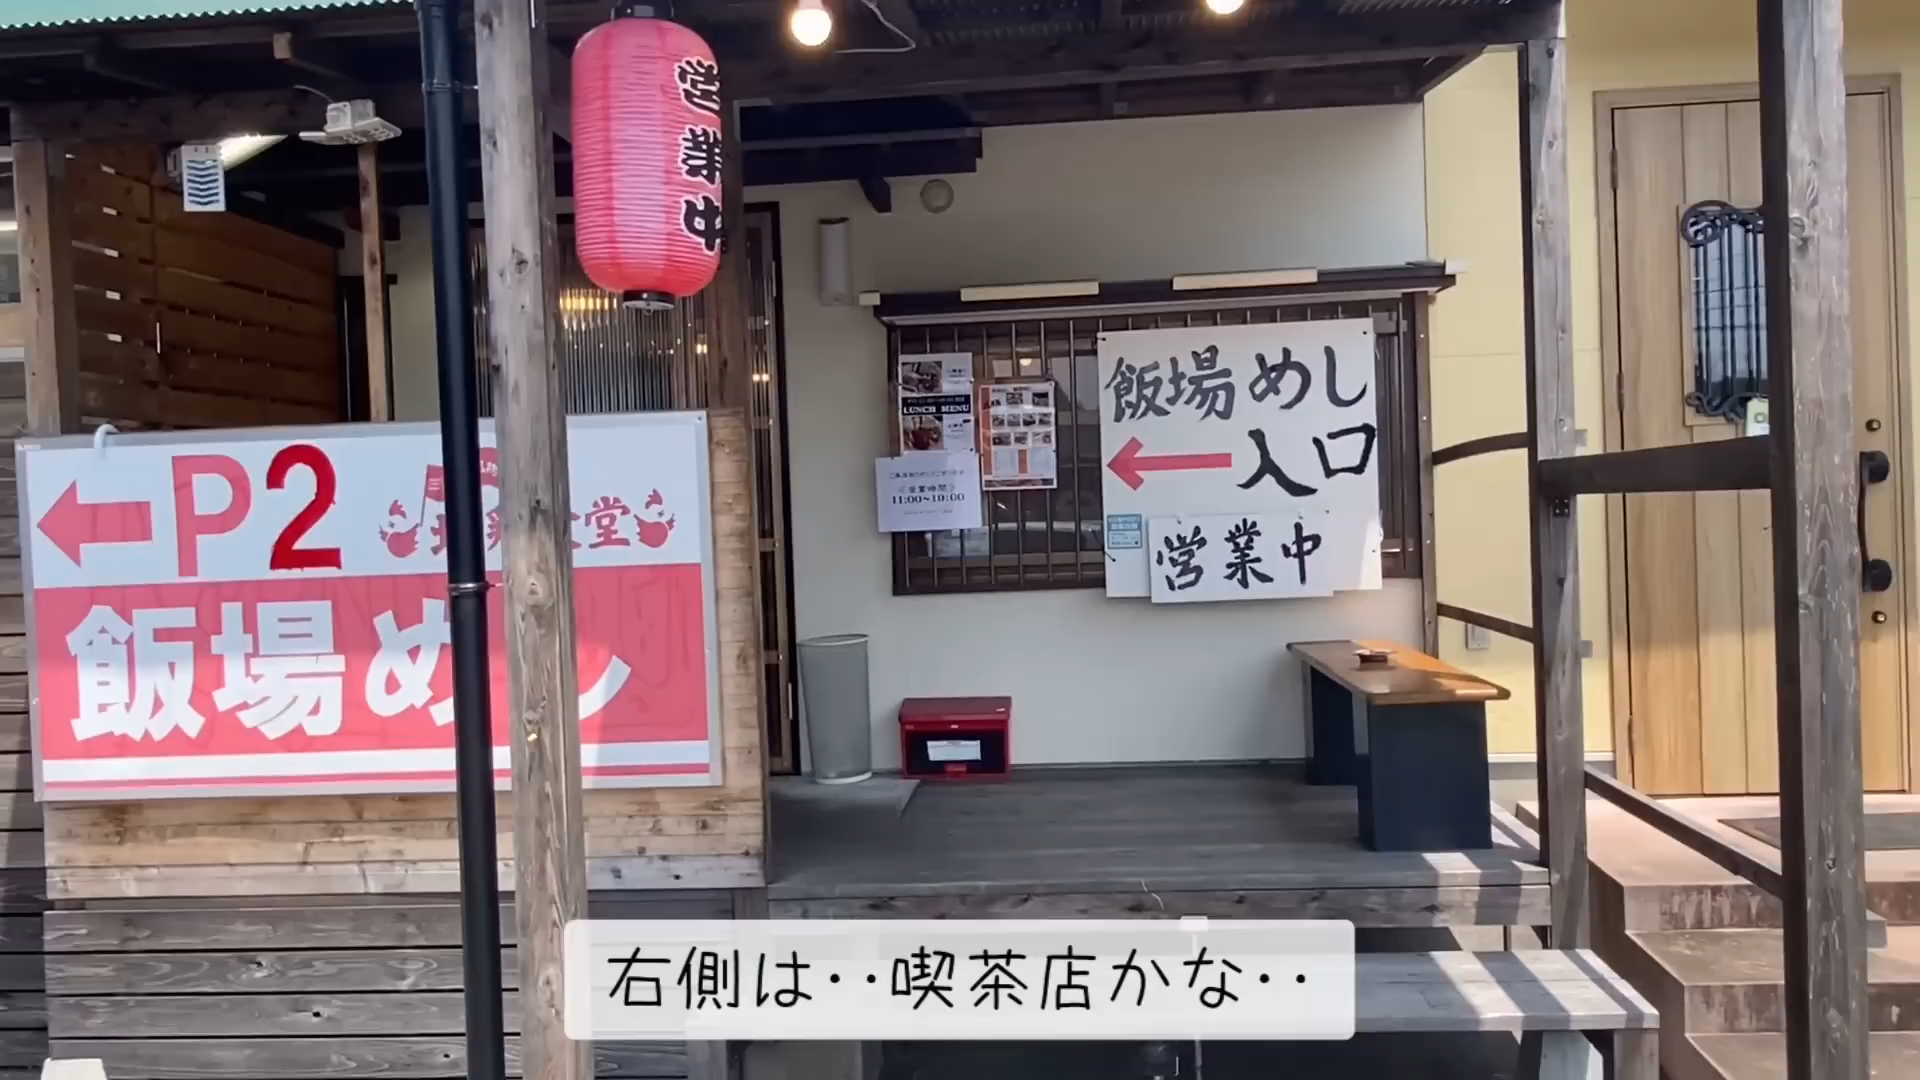 営業中
P2
飯場めし
LUNCH MENU
営業時間
11:00~19:00
飯場めし
入口
営業中
右側は‥喫茶店かな‥